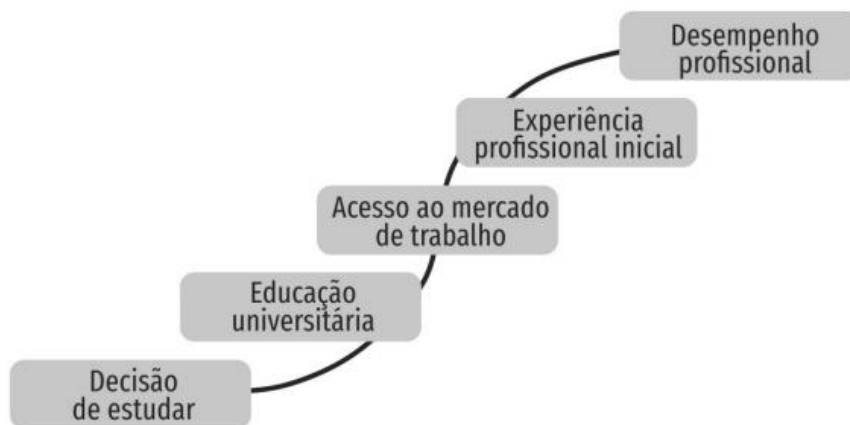 Desempenho
profissional
Experiência
profissional inicial
Acesso ao mercado
de trabalho
Educação
universitária
Decisão
de estudar